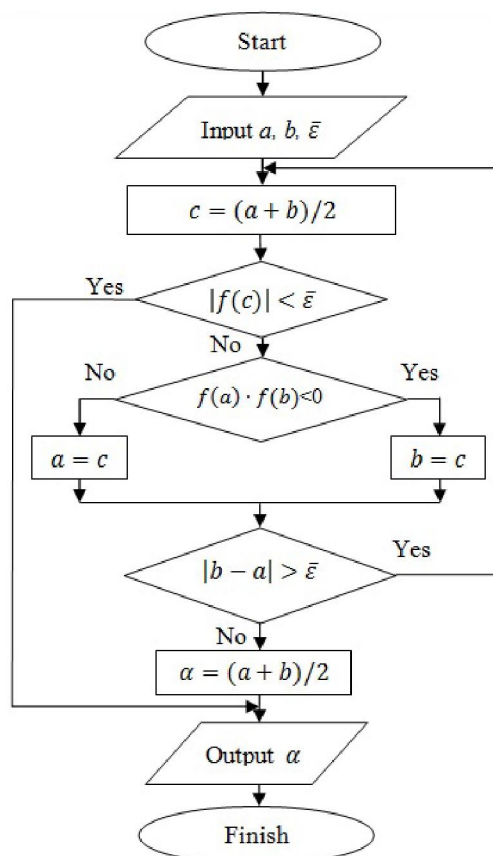 Start
Input a, b, ε̄
c = (a + b)/2
Yes
|f(c)| < ε̄
No
No
f(a) · f(b)<0
Yes
a = c
b = c
|b − a| > ε̄
Yes
No
α = (a + b)/2
Output α
Finish